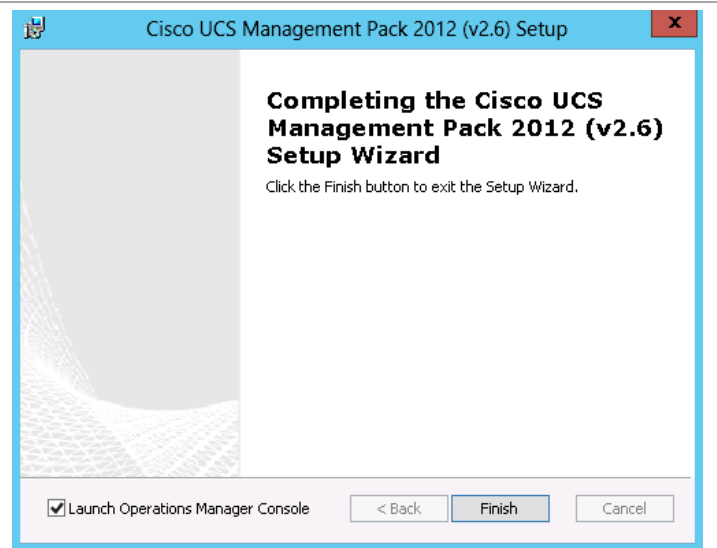 Cisco UCS Management Pack 2012 (v2.6) Setup
x
Completing the Cisco UCS
Management Pack 2012 (v2.6)
Setup Wizard
Click the Finish button to exit the Setup Wizard.
Launch Operations Manager Console
< Back
Finish
Cancel